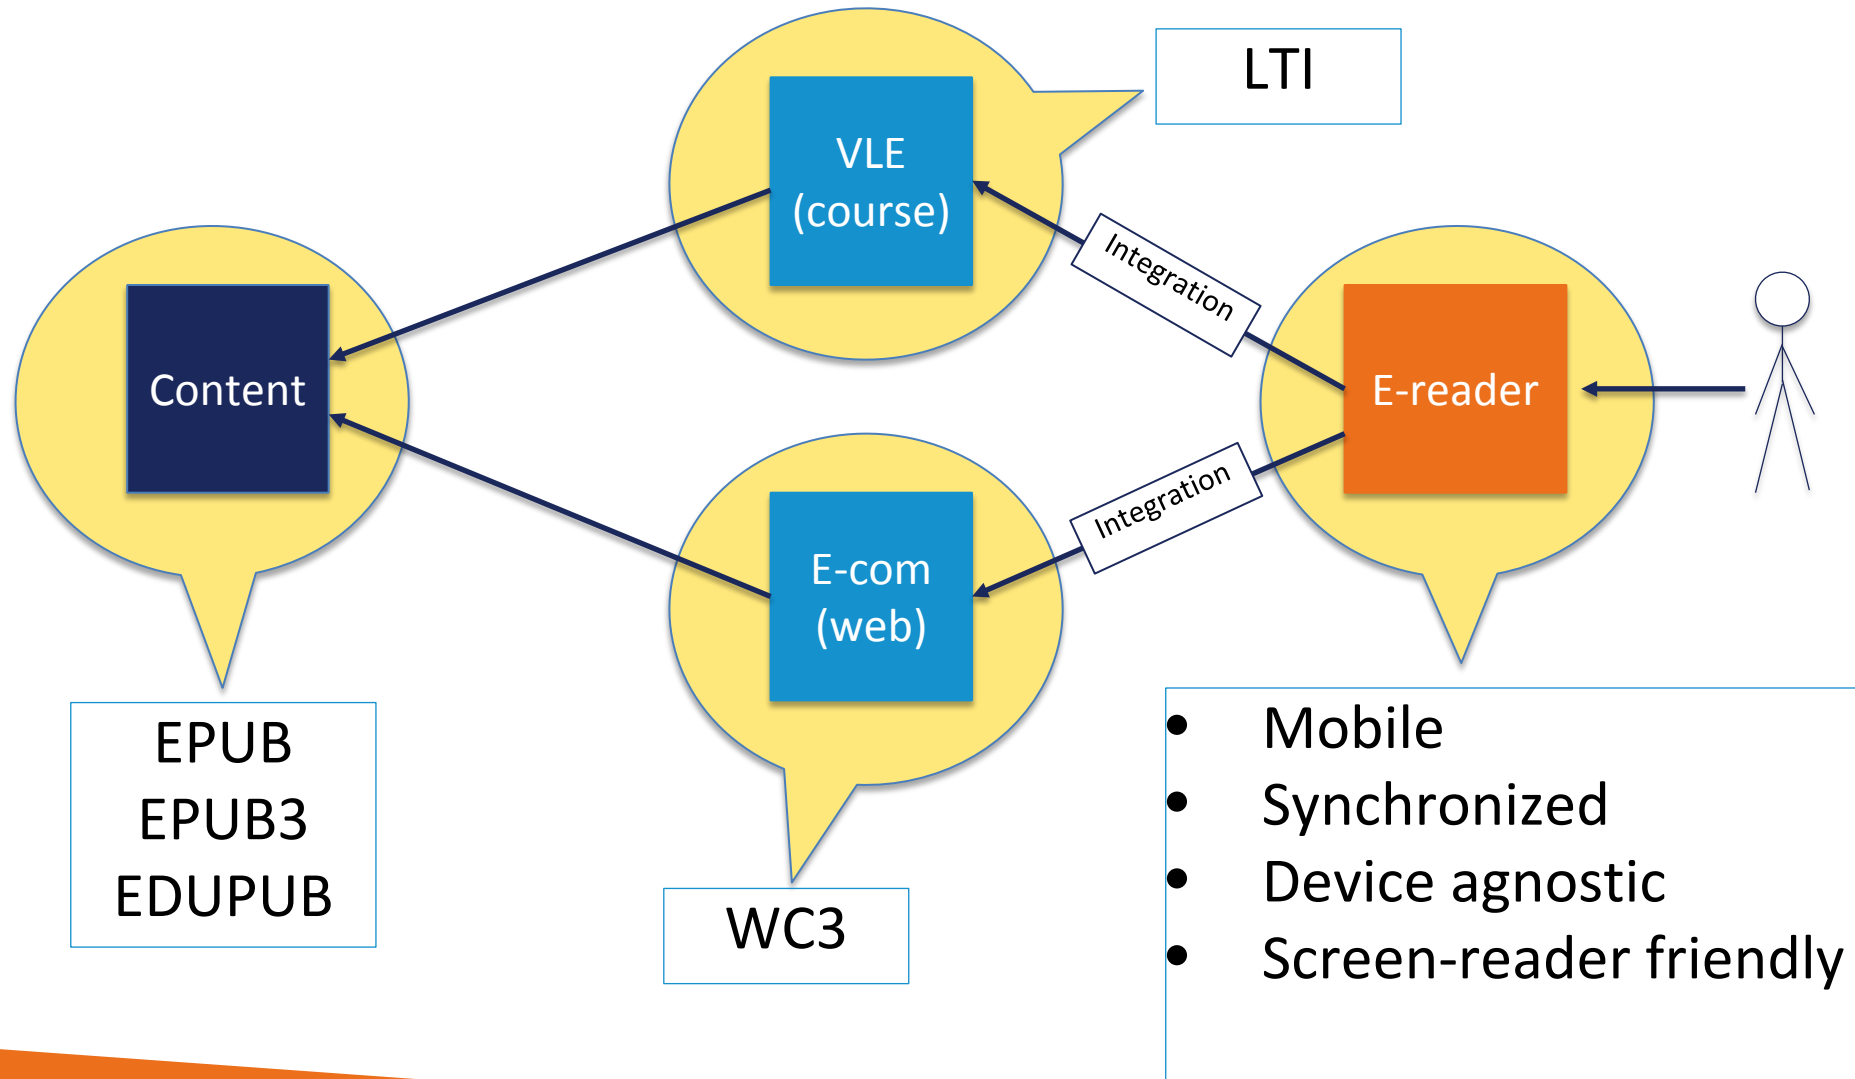 LTI
VLE
(course)
Integration
Content
E-reader
Integration
E-com
(web)
EPUB
EPUB3
EDUPUB
WC3
• Mobile
• Synchronized
• Device agnostic
• Screen-reader friendly